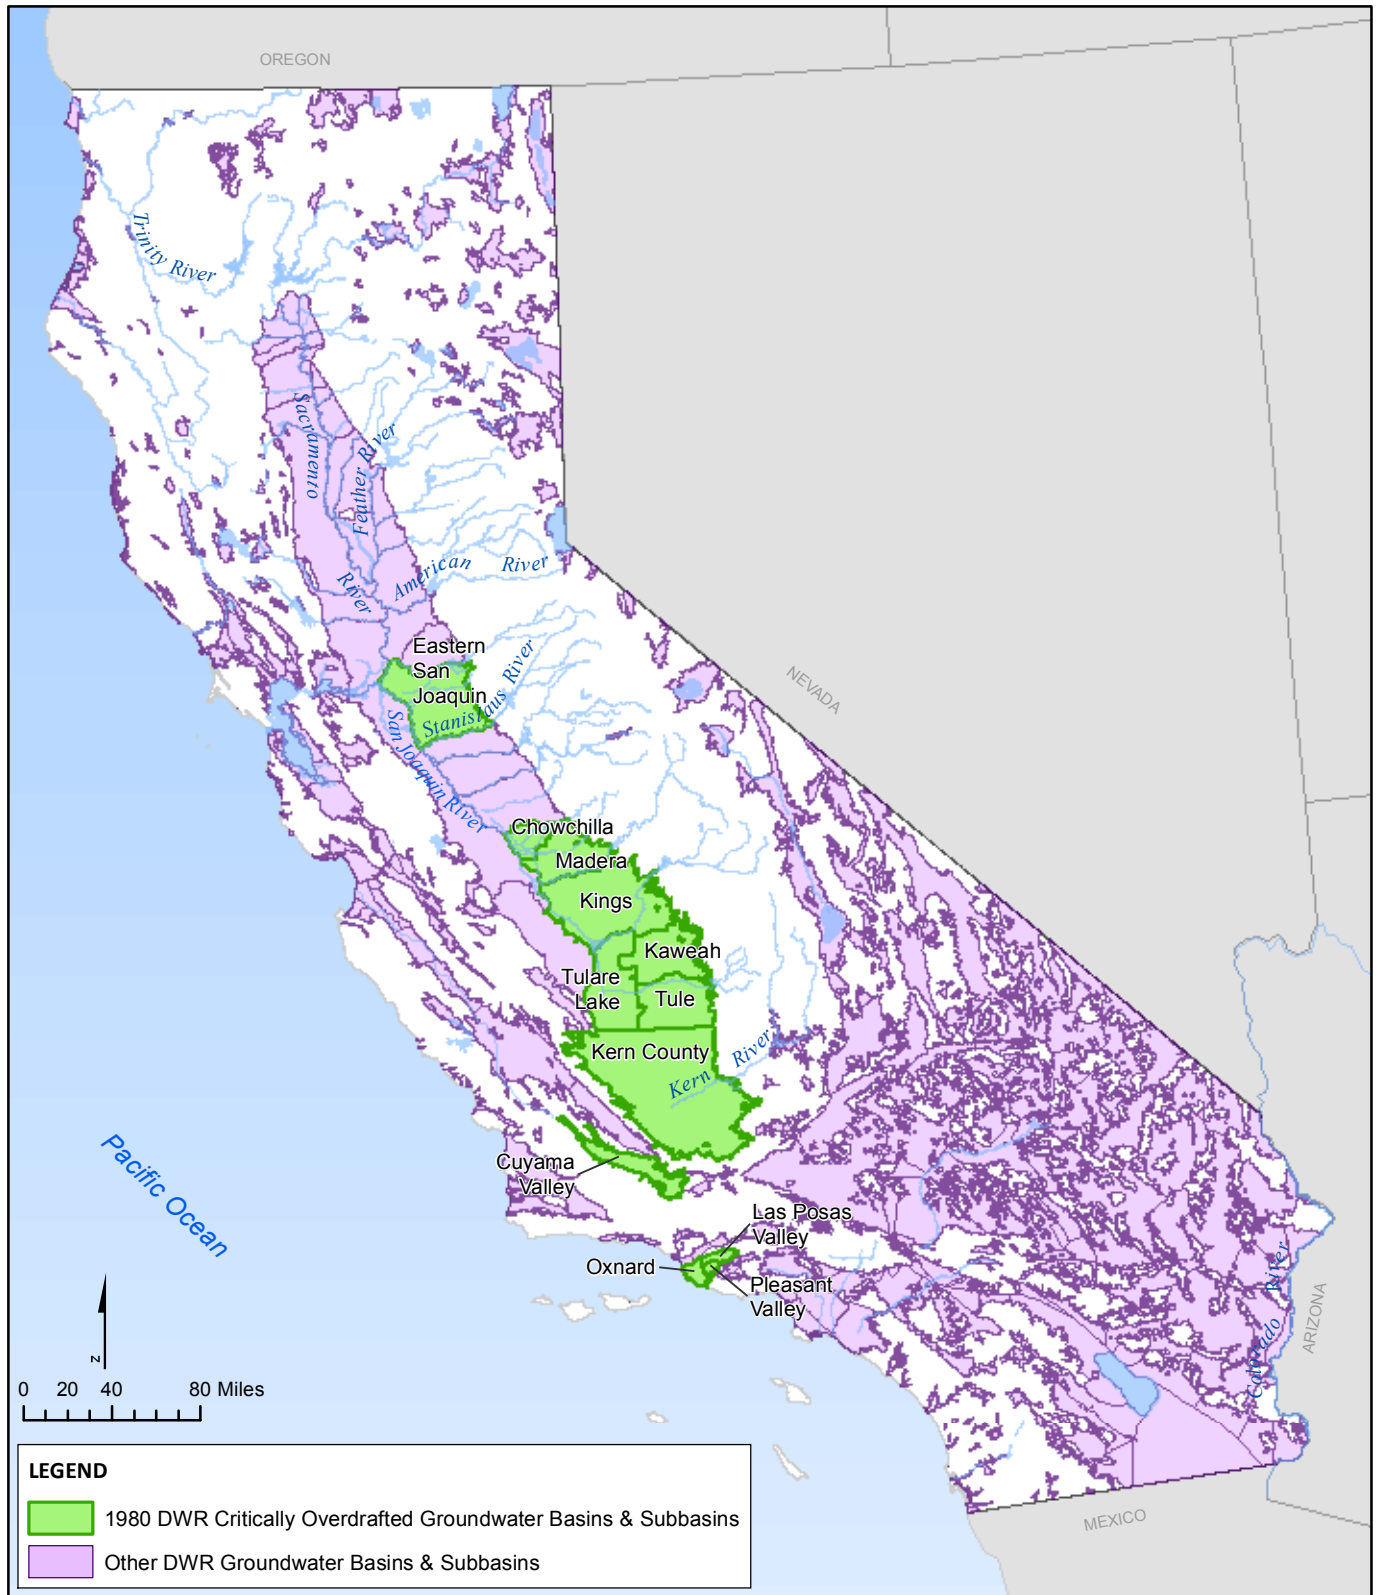 OREGON
Trinity River
Sacramento
River
Feather River
American River
Eastern
San
Joaquin
Stanislaus River
San Joaquin River
NEVADA
Chowchilla
Madera
Kings
Kaweah
Tulare
Lake
Tule
Kern County
Kern River
Cuyama
Valley
Las Posas
Valley
Oxnard
Pleasant
Valley
Pacific Ocean
Colorado River
ARIZONA
MEXICO
N
0 20 40 80 Miles
LEGEND
1980 DWR Critically Overdrafted Groundwater Basins & Subbasins
Other DWR Groundwater Basins & Subbasins